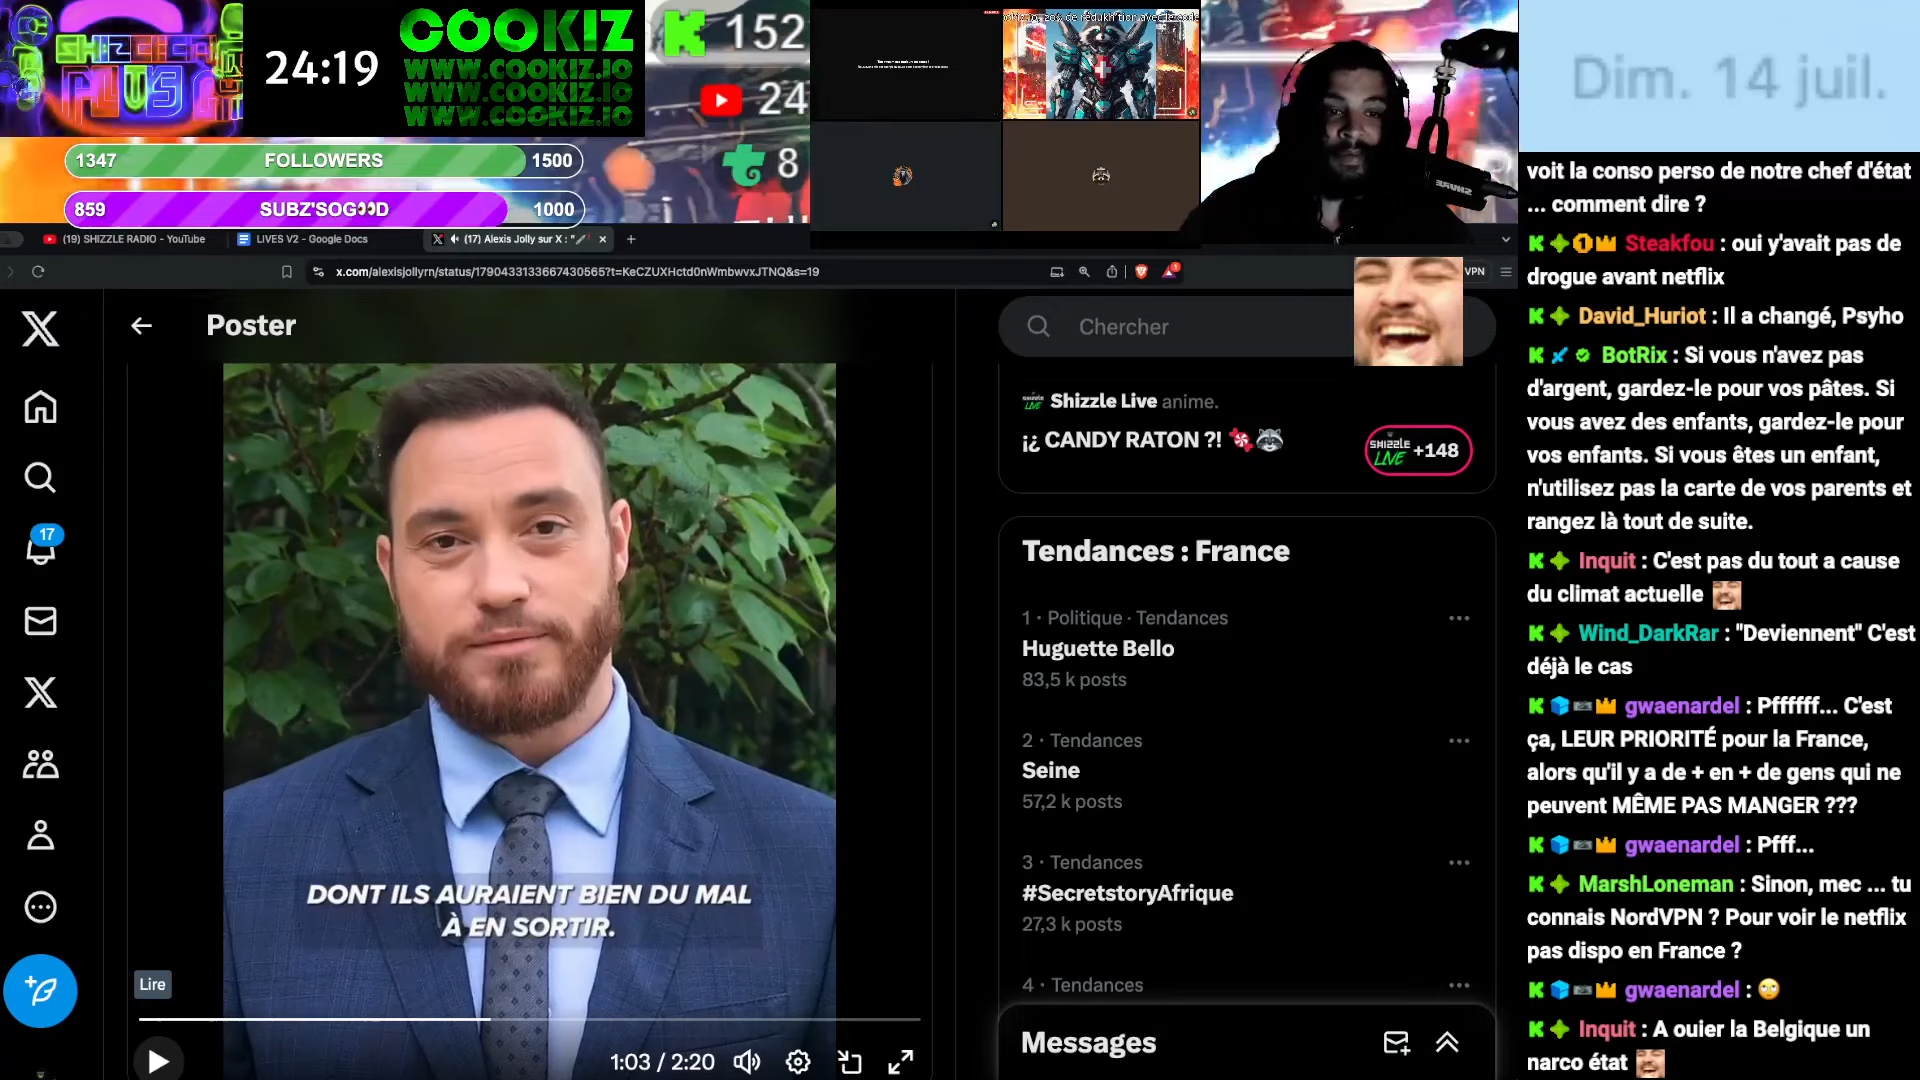 SHIZZLE
PLUS
24:19
COOKIZ
WWW.COOKIZ.IO
WWW.COOKIZ.IO
WWW.COOKIZ.IO
152
24
8
1347 FOLLOWERS 1500
859 SUBZ'SOG👀D 1000
SHURE
Dim. 14 juil.
(19) SHIZZLE RADIO - YouTube
LIVES V2 - Google Docs
(17) Alexis Jolly sur X : "
x.com/alexisjollyrn/status/1790433133667430565?t=KeCZUXHctd0nWmbwvxJTNQ&s=19
1
VPN
Poster
17
DONT ILS AURAIENT BIEN DU MAL
À EN SORTIR.
Lire
1:03 / 2:20
Chercher
Shizzle Live anime.
¡¿ CANDY RATON ?! 🍬🦝
SHIZZLE
LIVE +148
Tendances : France
1 · Politique · Tendances
Huguette Bello
83,5 k posts
2 · Tendances
Seine
57,2 k posts
3 · Tendances
#SecretstoryAfrique
27,3 k posts
4 · Tendances
Messages
voit la conso perso de notre chef d'état
... comment dire ?
Steakfou : oui y'avait pas de
drogue avant netflix
David_Huriot : Il a changé, Psyho
BotRix : Si vous n'avez pas
d'argent, gardez-le pour vos pâtes. Si
vous avez des enfants, gardez-le pour
vos enfants. Si vous êtes un enfant,
n'utilisez pas la carte de vos parents et
rangez là tout de suite.
Inquit : C'est pas du tout a cause
du climat actuelle
Wind_DarkRar : "Deviennent" C'est
déjà le cas
gwaenardel : Pffffff... C'est
ça, LEUR PRIORITÉ pour la France,
alors qu'il y a de + en + de gens qui ne
peuvent MÊME PAS MANGER ???
gwaenardel : Pfff...
MarshLoneman : Sinon, mec ... tu
connais NordVPN ? Pour voir le netflix
pas dispo en France ?
gwaenardel : 🙄
Inquit : A ouier la Belgique un
narco état